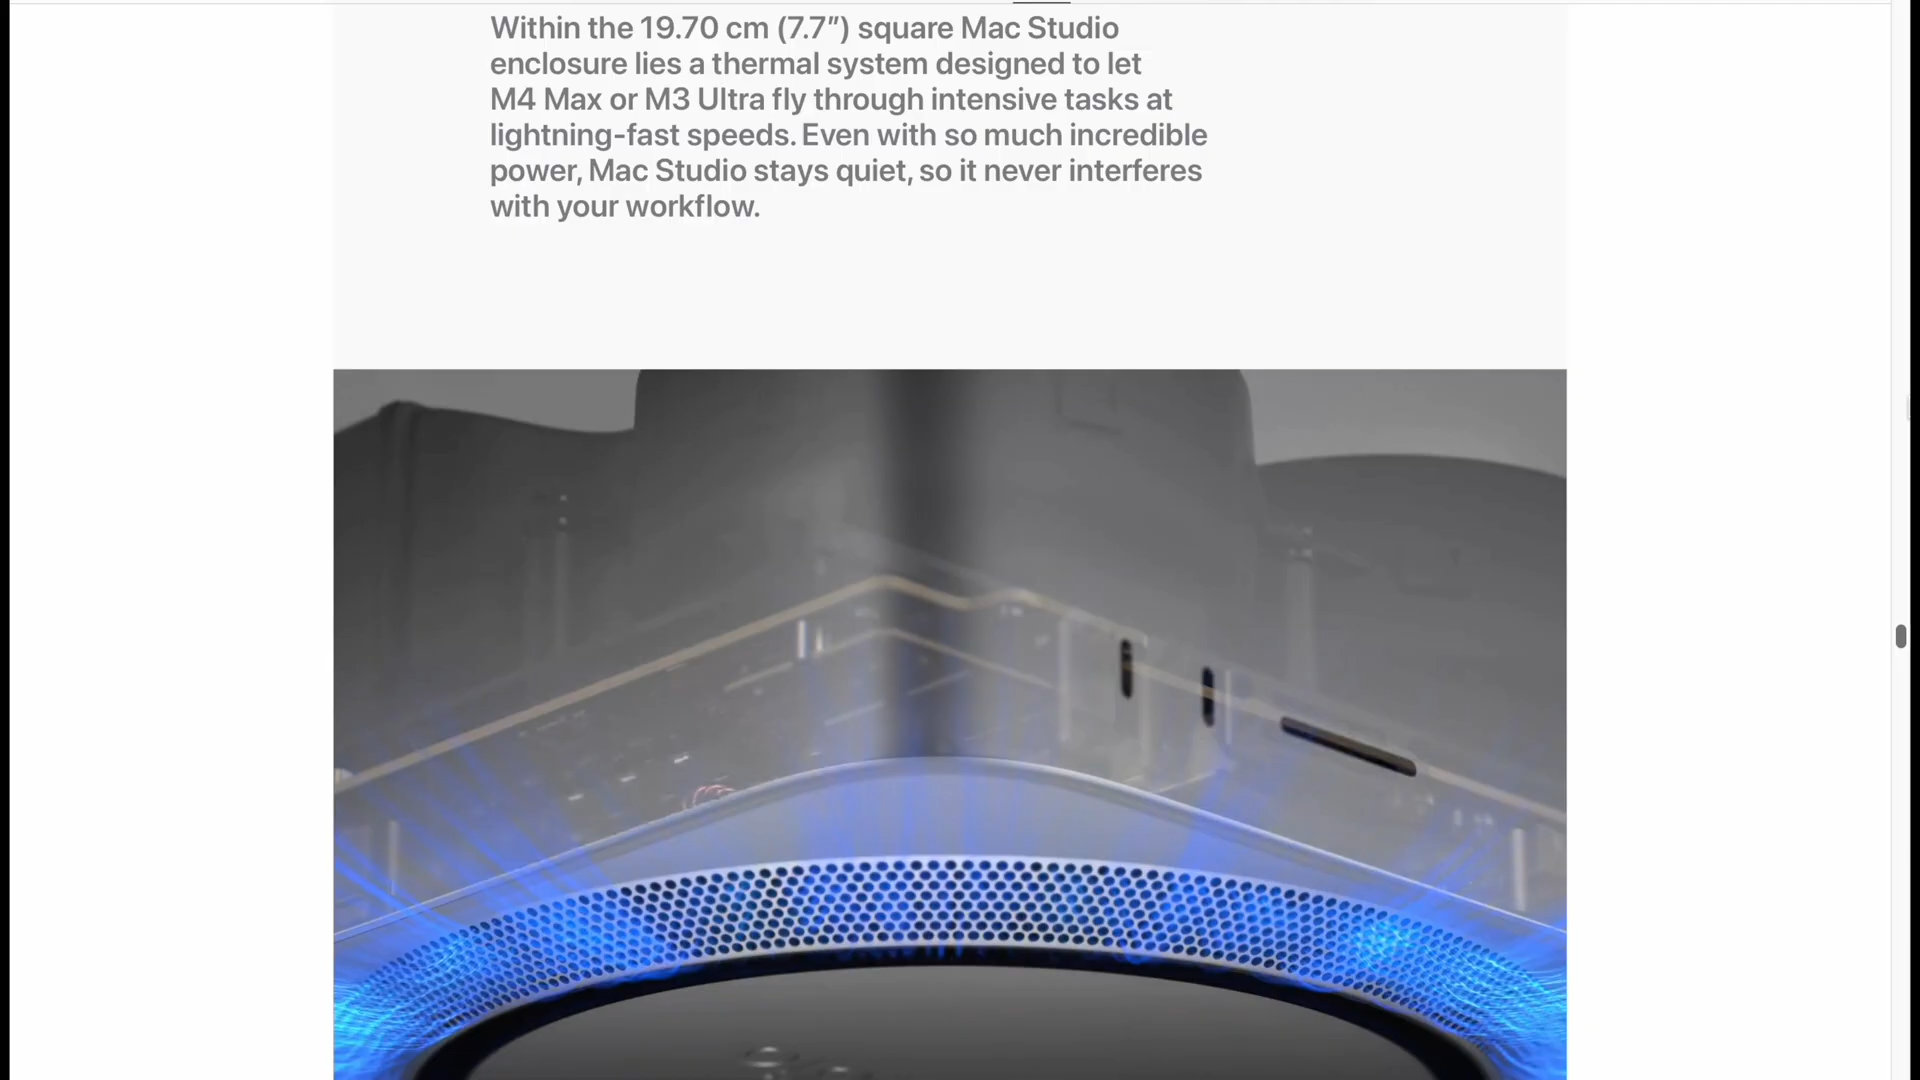 Within the 19.70 cm (7.7″) square Mac Studio
enclosure lies a thermal system designed to let
M4 Max or M3 Ultra fly through intensive tasks at
lightning-fast speeds. Even with so much incredible
power, Mac Studio stays quiet, so it never interferes
with your workflow.